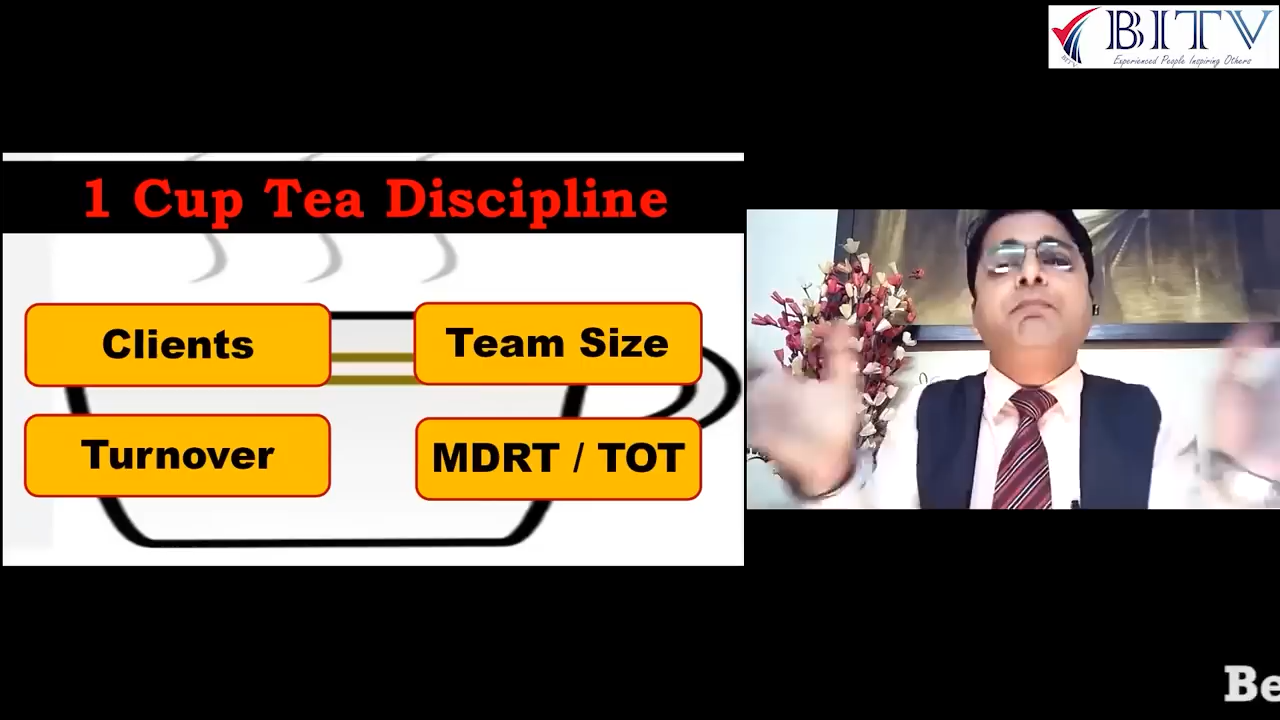 BITV
Experienced People Inspiring Others
1 Cup Tea Discipline
Clients
Team Size
Turnover
MDRT / TOT
Be